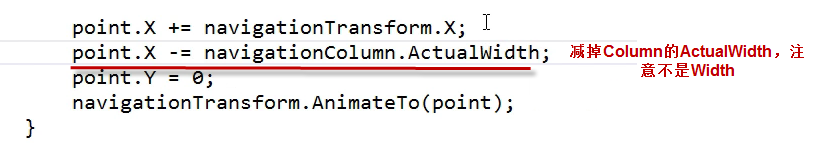 point.X += navigationTransform.X;
point.X -= navigationColumn.ActualWidth;
减掉Column的ActualWidth，注
意不是Width
point.Y = 0;
navigationTransform.AnimateTo(point);
}